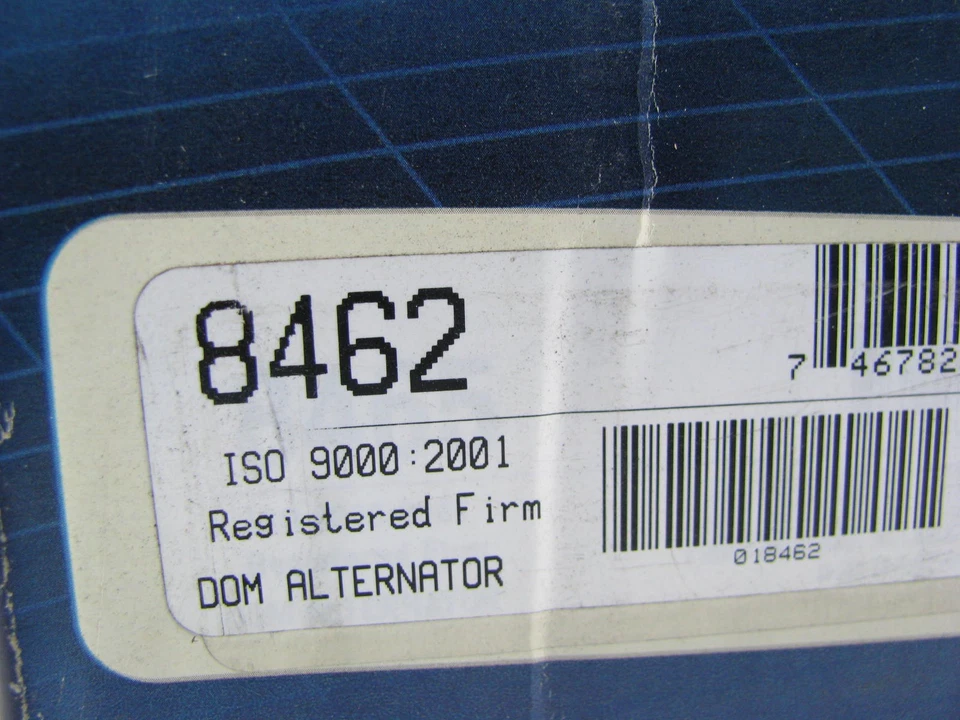 8462
7 46782
ISO 9000:2001
Registered Firm
018462
DOM ALTERNATOR